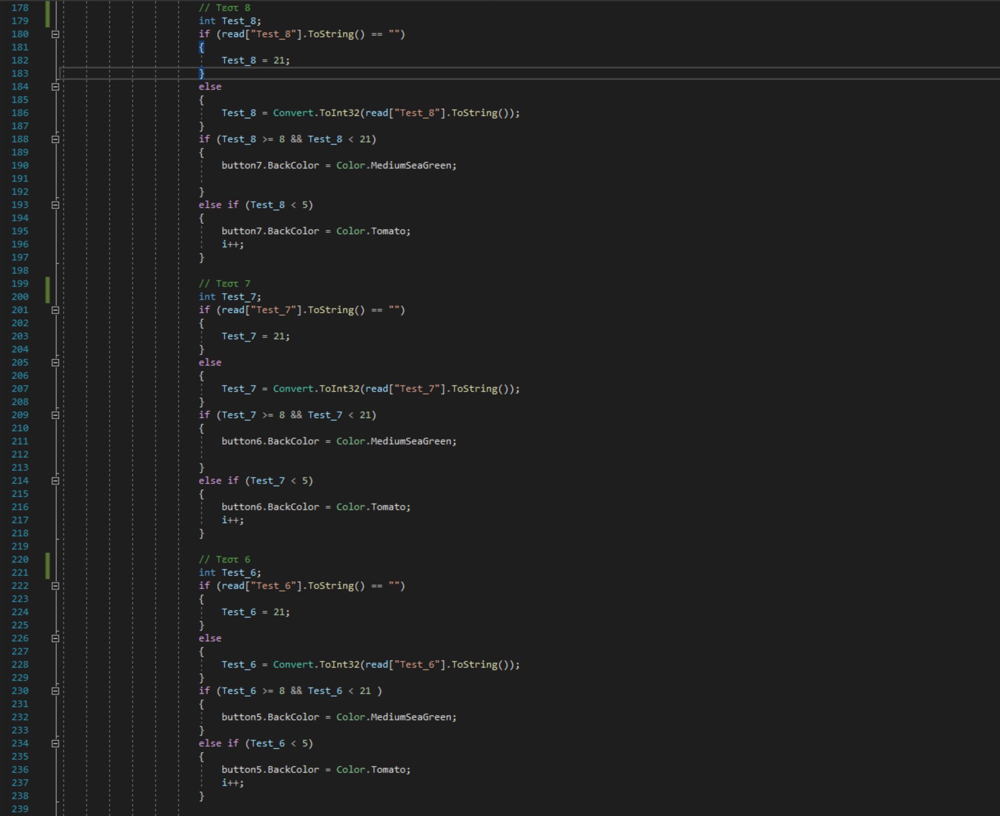 178 // Τεστ 8
179 int Test_8;
180 if (read["Test_8"].ToString() == "")
181 {
182 Test_8 = 21;
183 }
184 else
185 {
186 Test_8 = Convert.ToInt32(read["Test_8"].ToString());
187 }
188 if (Test_8 >= 8 && Test_8 < 21)
189 {
190 button7.BackColor = Color.MediumSeaGreen;
191
192 }
193 else if (Test_8 < 5)
194 {
195 button7.BackColor = Color.Tomato;
196 i++;
197 }
198
199 // Τεστ 7
200 int Test_7;
201 if (read["Test_7"].ToString() == "")
202 {
203 Test_7 = 21;
204 }
205 else
206 {
207 Test_7 = Convert.ToInt32(read["Test_7"].ToString());
208 }
209 if (Test_7 >= 8 && Test_7 < 21)
210 {
211 button6.BackColor = Color.MediumSeaGreen;
212
213 }
214 else if (Test_7 < 5)
215 {
216 button6.BackColor = Color.Tomato;
217 i++;
218 }
219
220 // Τεστ 6
221 int Test_6;
222 if (read["Test_6"].ToString() == "")
223 {
224 Test_6 = 21;
225 }
226 else
227 {
228 Test_6 = Convert.ToInt32(read["Test_6"].ToString());
229 }
230 if (Test_6 >= 8 && Test_6 < 21 )
231 {
232 button5.BackColor = Color.MediumSeaGreen;
233 }
234 else if (Test_6 < 5)
235 {
236 button5.BackColor = Color.Tomato;
237 i++;
238 }
239